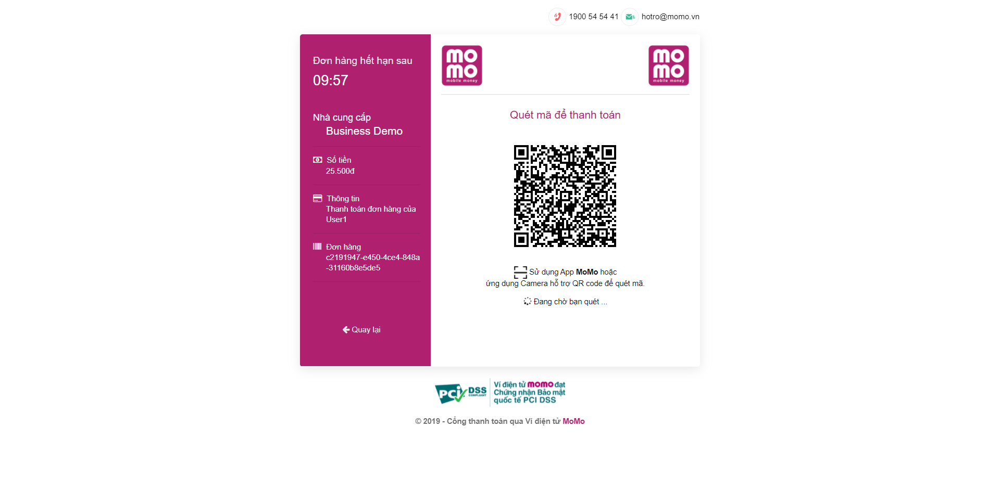 1900 54 54 41 hotro@momo.vn
Đơn hàng hết hạn sau
09:57
Nhà cung cấp
Business Demo
Số tiền
25.500đ
Thông tin
Thanh toán đơn hàng của
User1
Đơn hàng
c2191947-e450-4ce4-848a
-31160b8e5de5
Quay lại
mo
mo
mobile money
mo
mo
mobile money
Quét mã để thanh toán
Sử dụng App MoMo hoặc
ứng dụng Camera hỗ trợ QR code để quét mã.
Đang chờ bạn quét ...
PCI DSS
COMPLIANT
Ví điện tử momo đạt
Chứng nhận Bảo mật
quốc tế PCI DSS
© 2019 - Cổng thanh toán qua Ví điện tử MoMo